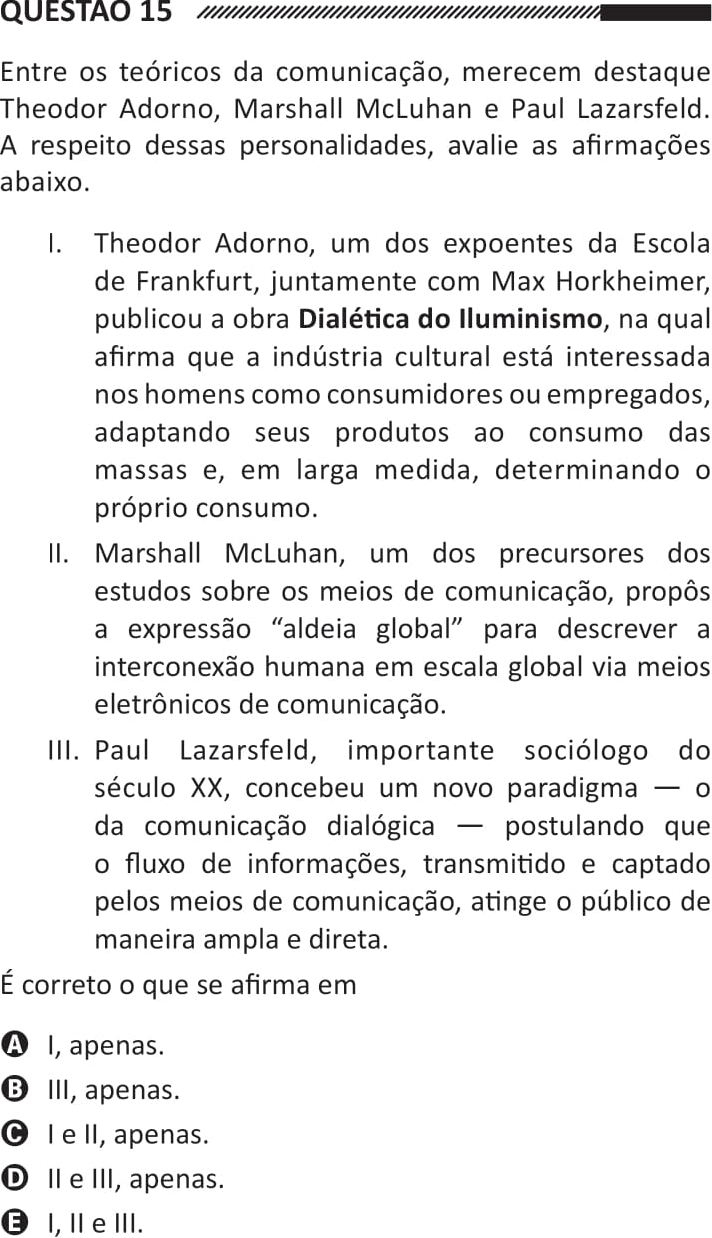 QUESTÃO 15
Entre os teóricos da comunicação, merecem destaque
Theodor Adorno, Marshall McLuhan e Paul Lazarsfeld.
A respeito dessas personalidades, avalie as afirmações
abaixo.
I. Theodor Adorno, um dos expoentes da Escola
de Frankfurt, juntamente com Max Horkheimer,
publicou a obra Dialética do Iluminismo, na qual
afirma que a indústria cultural está interessada
nos homens como consumidores ou empregados,
adaptando seus produtos ao consumo das
massas e, em larga medida, determinando o
próprio consumo.
II. Marshall McLuhan, um dos precursores dos
estudos sobre os meios de comunicação, propôs
a expressão “aldeia global” para descrever a
interconexão humana em escala global via meios
eletrônicos de comunicação.
III. Paul Lazarsfeld, importante sociólogo do
século XX, concebeu um novo paradigma — o
da comunicação dialógica — postulando que
o fluxo de informações, transmitido e captado
pelos meios de comunicação, atinge o público de
maneira ampla e direta.
É correto o que se afirma em
A I, apenas.
B III, apenas.
C I e II, apenas.
D II e III, apenas.
E I, II e III.